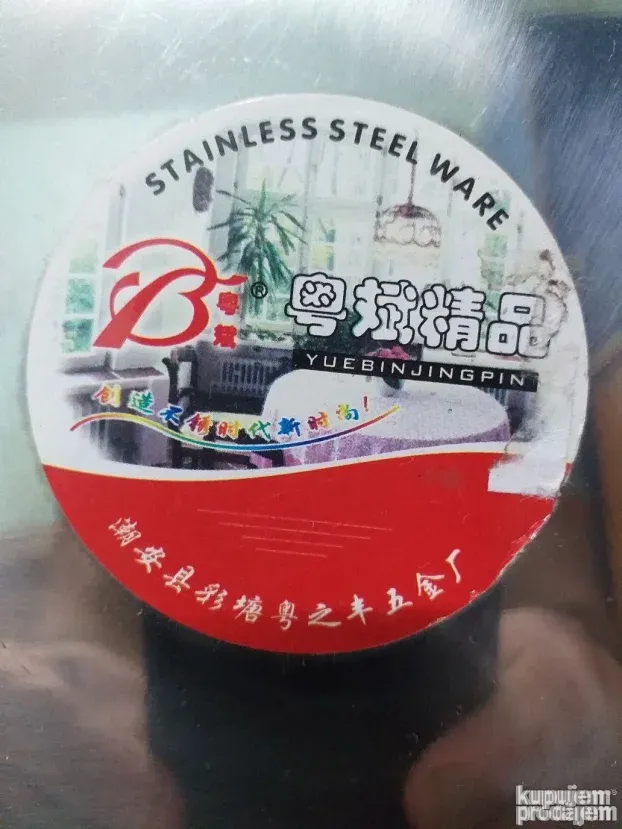 STAINLESS STEEL WARE
粤斌
®
粤斌精品
YUEBINJINGPIN
创造不锈时代新时尚!
潮安县彩塘粤之丰五金厂
kupujem
prodajem